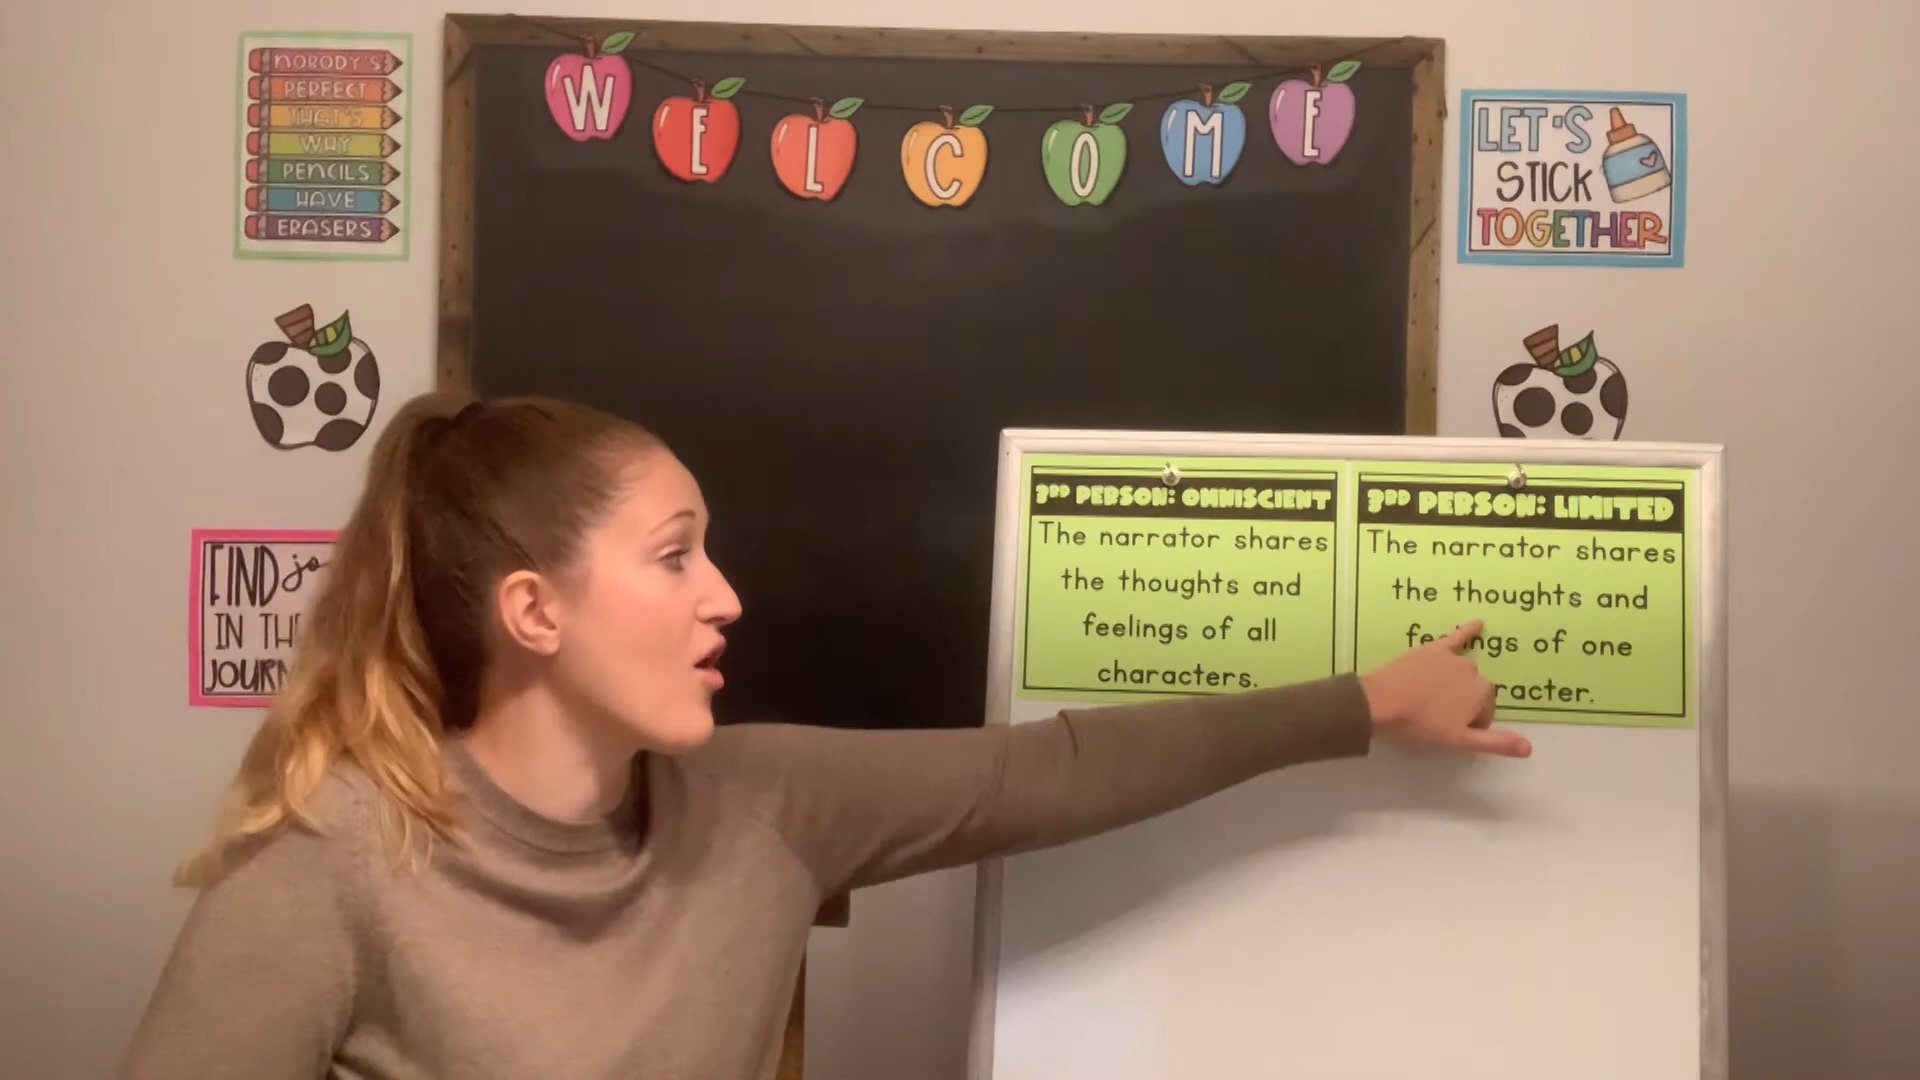 NOBODY'S
PERFECT
THAT'S
WHY
PENCILS
HAVE
ERASERS
WELCOME
LET'S
STICK
TOGETHER
FIND
IN
3RD PERSON: OMNISCIENT
The narrator shares
the thoughts and
feelings of all
characters.
3RD PERSON: LIMITED
The narrator shares
the thoughts and
of one